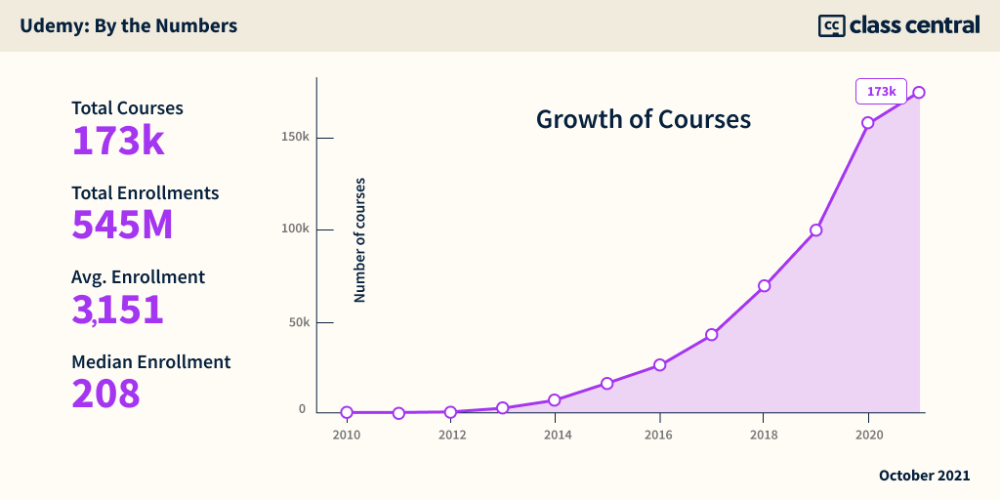 Udemy: By the Numbers
cc class central
Total Courses
173k
Total Enrollments
545M
Avg. Enrollment
3,151
Median Enrollment
208
Growth of Courses
173k
Number of courses
150k
100k
50k
0
2010
2012
2014
2016
2018
2020
October 2021